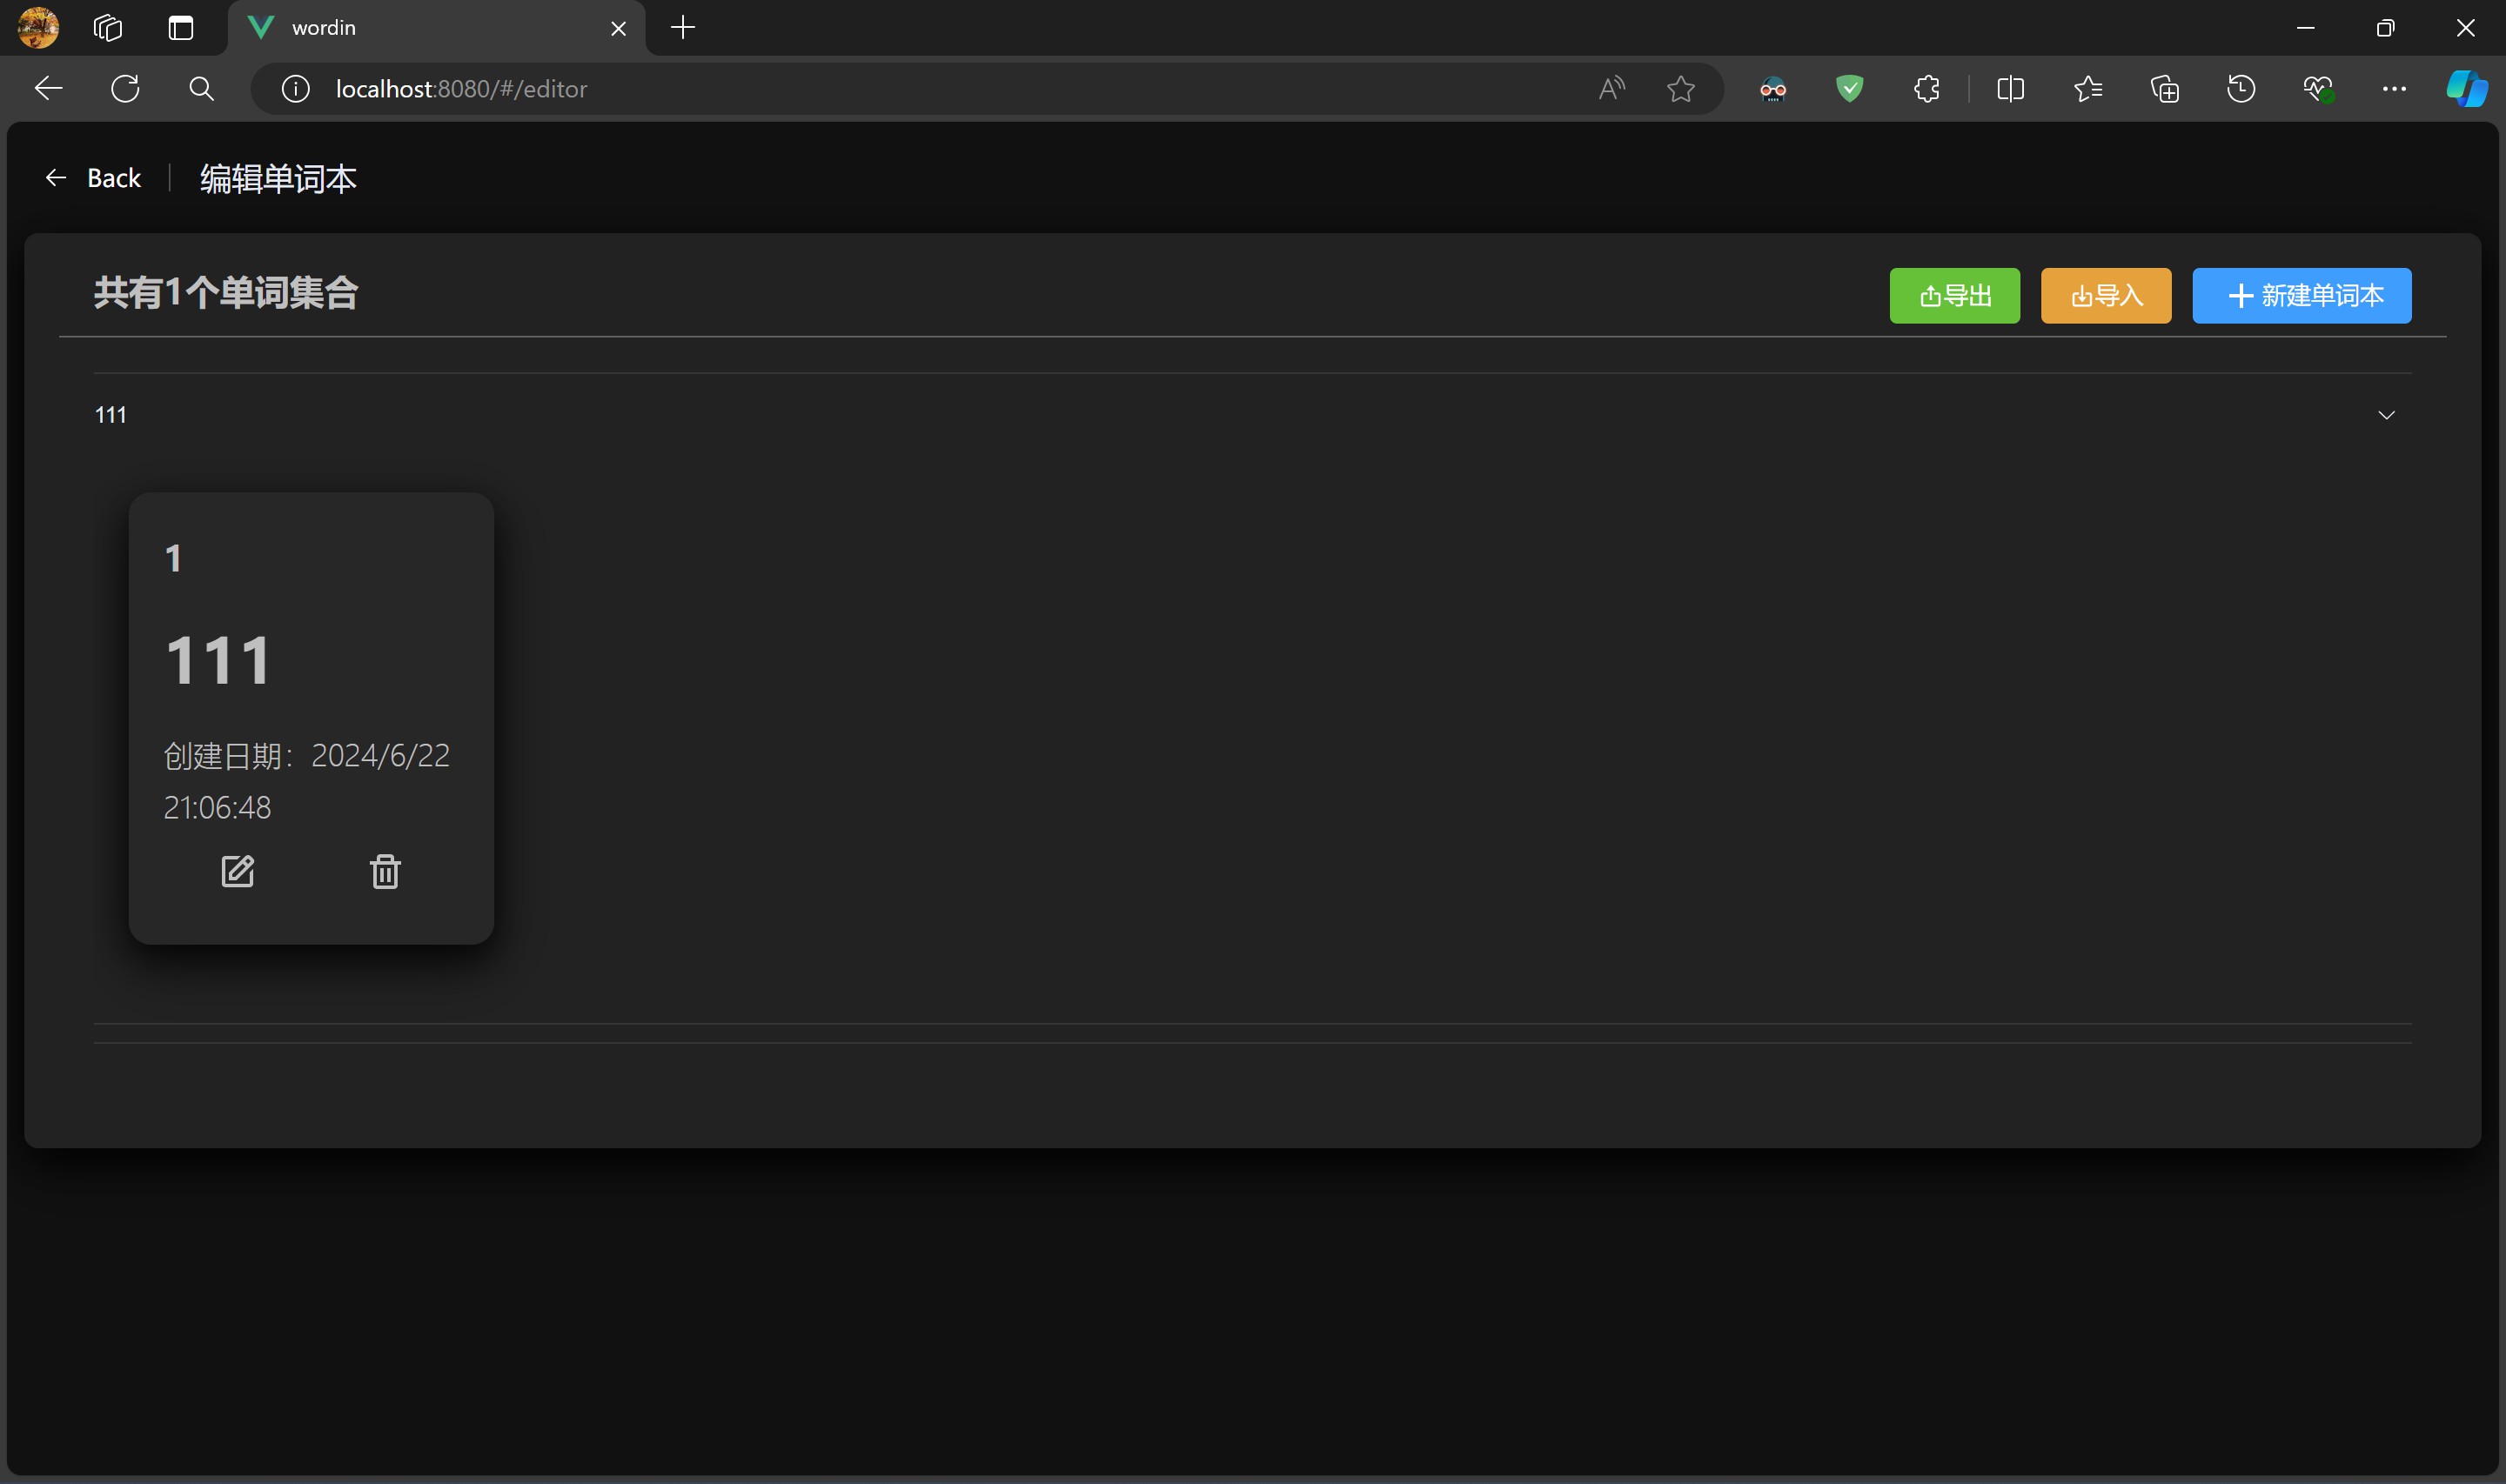 wordin
localhost:8080/#/editor
Back
编辑单词本
共有1个单词集合
导出
导入
新建单词本
111
1
111
创建日期：2024/6/22
21:06:48